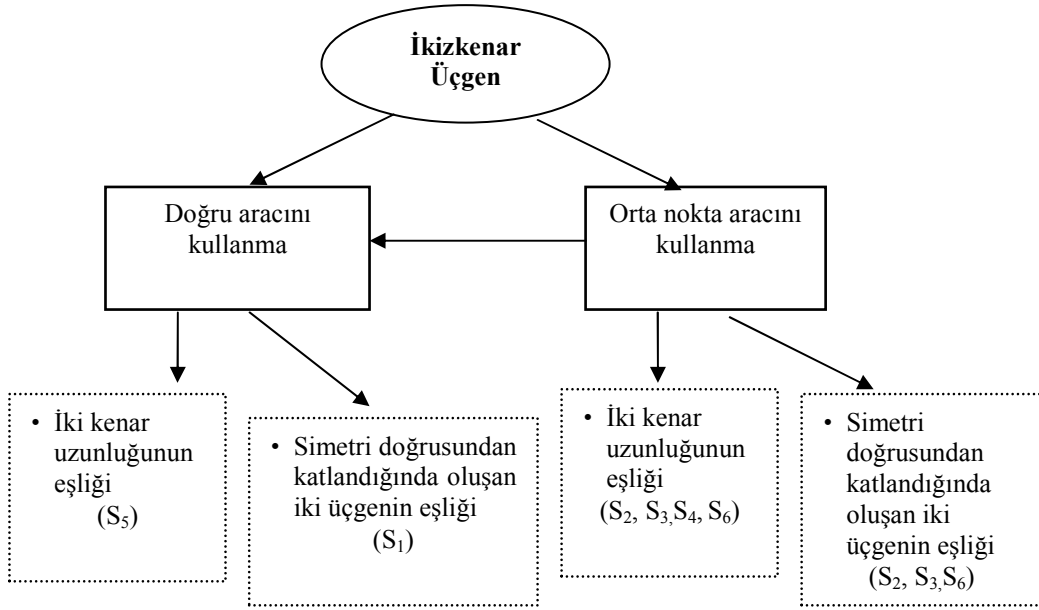 İkizkenar
Üçgen
Doğru aracını
kullanma
Orta nokta aracını
kullanma
• İki kenar
uzunluğunun
eşliği
(S₅)
• Simetri doğrusundan
katlandığında oluşan
iki üçgenin eşliği
(S₁)
• İki kenar
uzunluğunun
eşliği
(S₂, S₃,S₄, S₆)
• Simetri
doğrusundan
katlandığında
oluşan iki
üçgenin eşliği
(S₂, S₃,S₆)